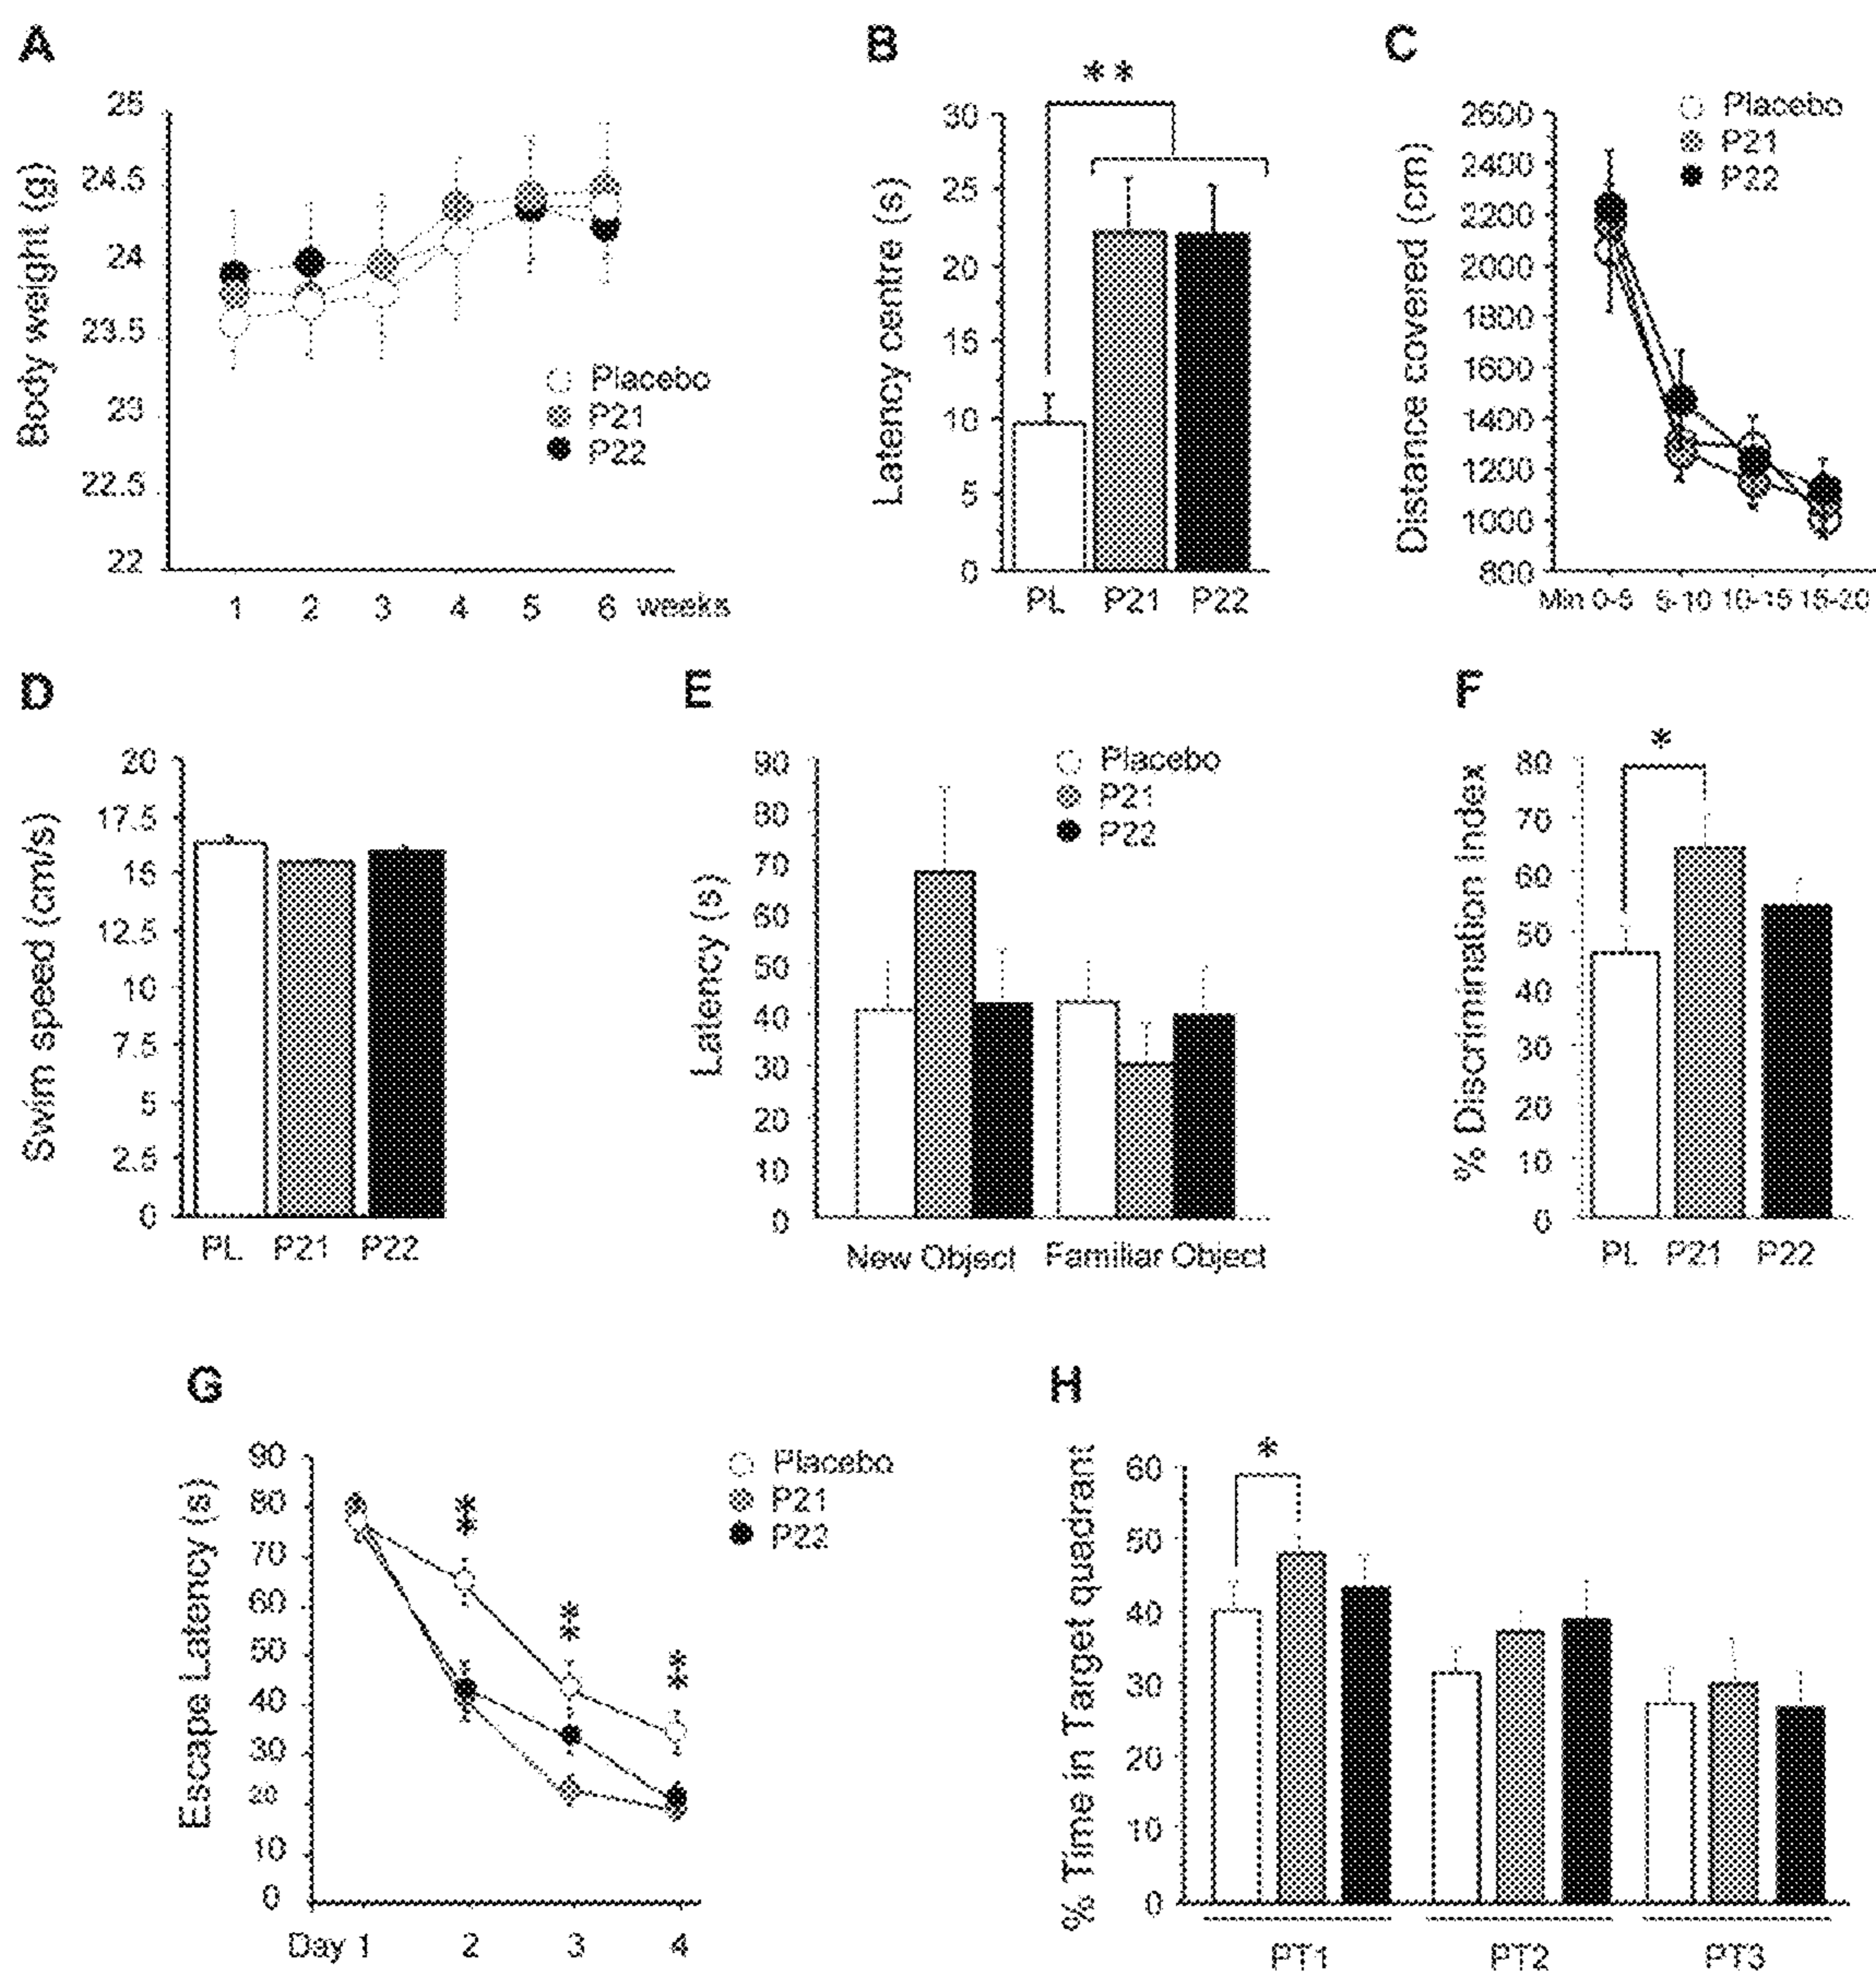 A
Body weight (g)
25
24.5
24
23.5
23
22.5
22
1 2 3 4 5 6 weeks
Placebo
P21
P22
B
**
Latency centre (s)
30
25
20
15
10
5
0
PL P21 P22
C
Placebo
P21
P22
Distance covered (cm)
2600
2400
2200
2000
1800
1600
1400
1200
1000
800
Min 0-5 5-10 10-15 15-20
D
Swim speed (cm/s)
20
17.5
15
12.5
10
7.5
5
2.5
0
PL P21 P22
E
Placebo
P21
P22
Latency (s)
90
80
70
60
50
40
30
20
10
0
New Object Familiar Object
F
*
% Discrimination Index
80
70
60
50
40
30
20
10
0
PL P21 P22
G
Placebo
P21
P22
Escape Latency (s)
90
80
70
60
50
40
30
20
10
0
**
**
**
Day 1 2 3 4
H
*
% Time in Target quadrant
60
50
40
30
20
10
0
PT1 PT2 PT3